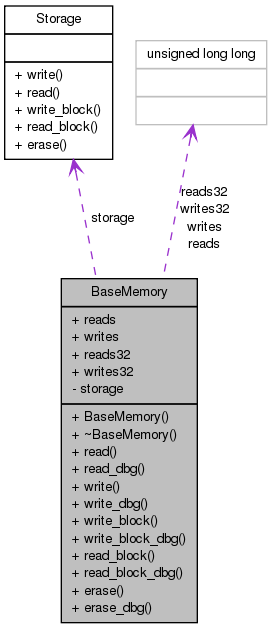 Storage
+ write()
+ read()
+ write_block()
+ read_block()
+ erase()
unsigned long long
storage
reads32
writes32
writes
reads
BaseMemory
+ reads
+ writes
+ reads32
+ writes32
- storage
+ BaseMemory()
+ ~BaseMemory()
+ read()
+ read_dbg()
+ write()
+ write_dbg()
+ write_block()
+ write_block_dbg()
+ read_block()
+ read_block_dbg()
+ erase()
+ erase_dbg()